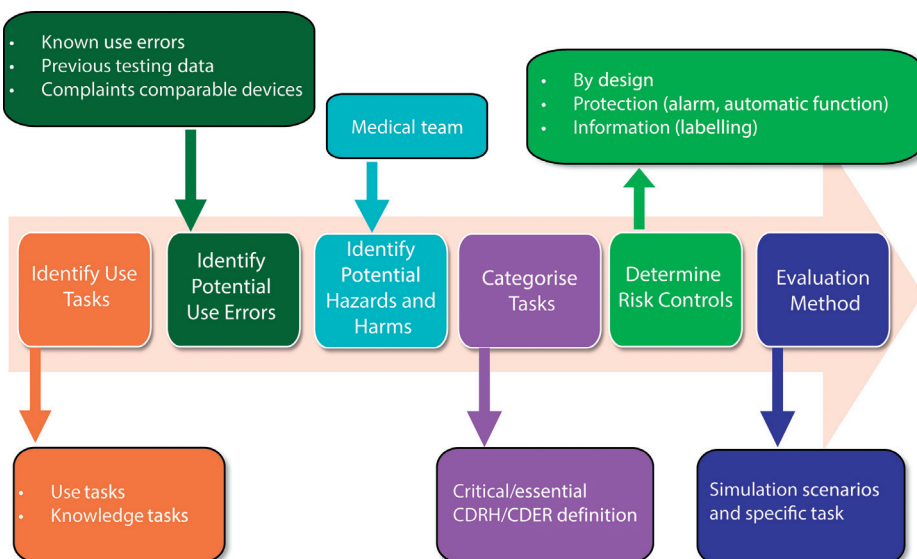 • Known use errors
• Previous testing data
• Complaints comparable devices
Medical team
• By design
• Protection (alarm, automatic function)
• Information (labelling)
Identify Use
Tasks
Identify
Potential
Use Errors
Identify
Potential
Hazards and
Harms
Categorise
Tasks
Determine
Risk Controls
Evaluation
Method
• Use tasks
• Knowledge tasks
Critical/essential
CDRH/CDER definition
Simulation scenarios
and specific task